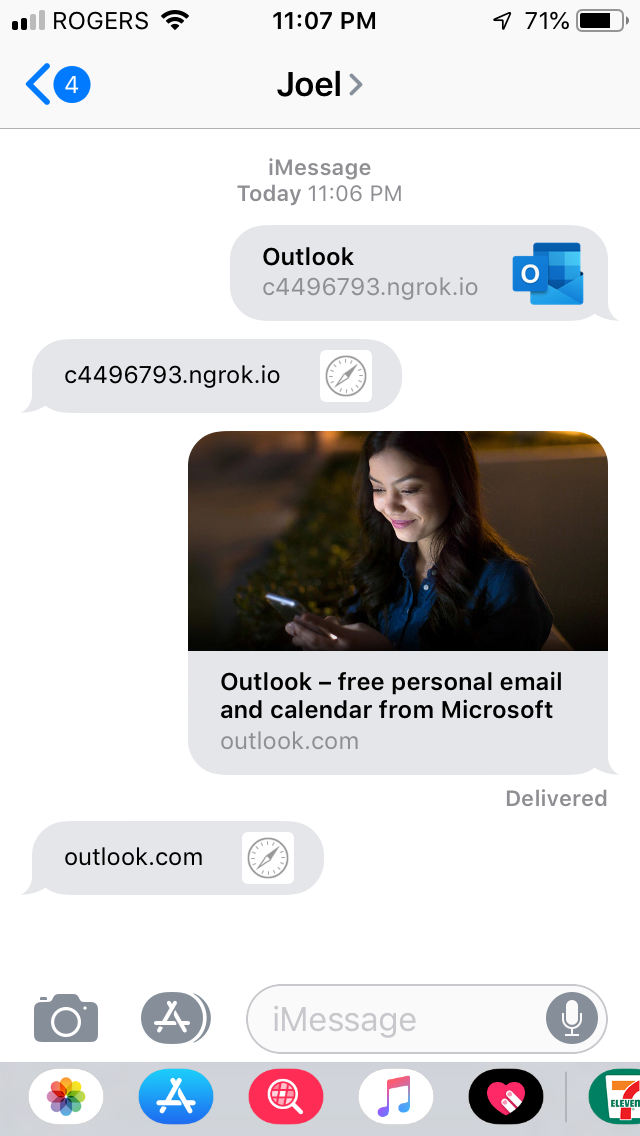 ROGERS 11:07 PM 71%
4 Joel
iMessage
Today 11:06 PM
Outlook
c4496793.ngrok.io
O
c4496793.ngrok.io
Outlook – free personal email
and calendar from Microsoft
outlook.com
Delivered
outlook.com
iMessage
7
ELEVEN